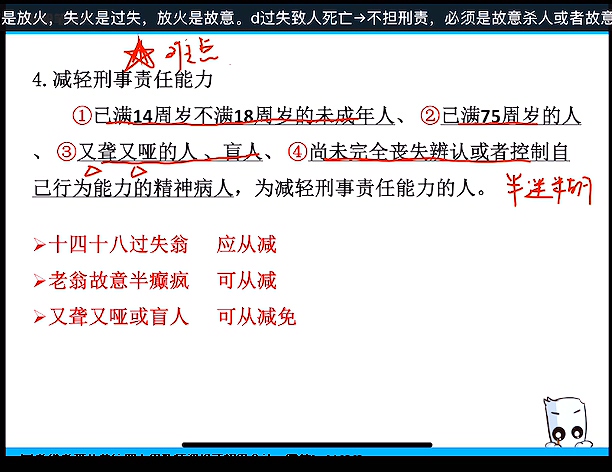 是放火，失火是过失，放火是故意。d过失致人死亡→不担刑责，必须是故意杀人或者故意
难点
4. 减轻刑事责任能力
①已满14周岁不满18周岁的未成年人、②已满75周岁的人
、③又聋又哑的人、盲人、④尚未完全丧失辨认或者控制自
己行为能力的精神病人，为减轻刑事责任能力的人。半迷半明
➢十四十八过失翁 应从减
➢老翁故意半癫疯 可从减
➢又聋又哑或盲人 可从减免